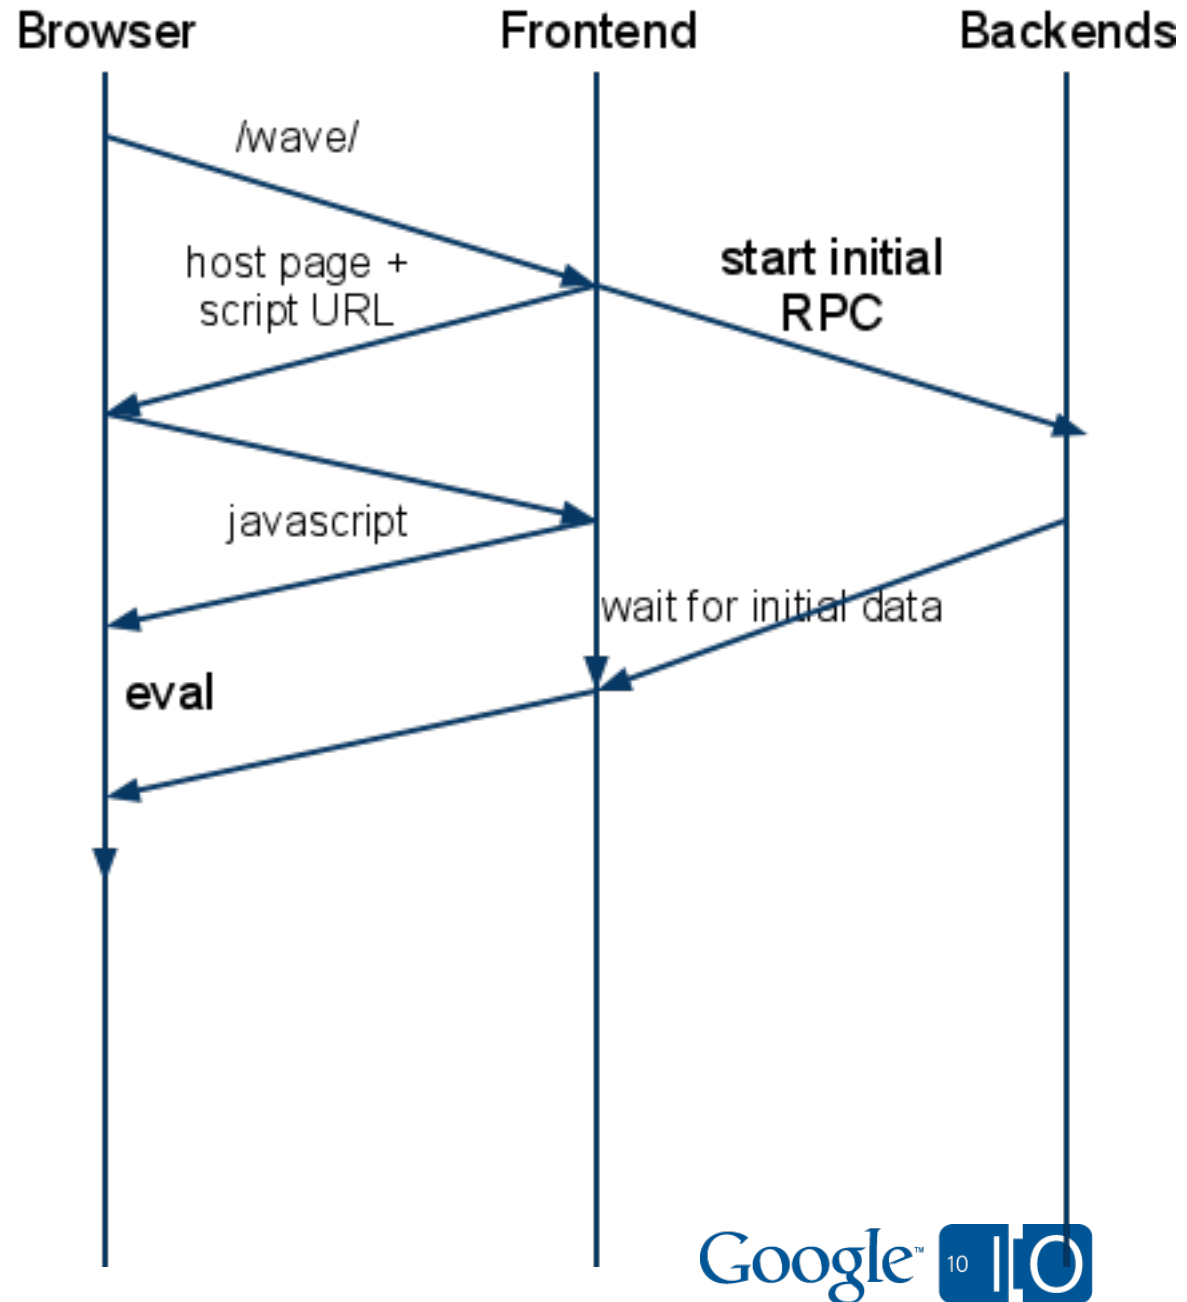 Browser
Frontend
Backends
/wave/
host page +
script URL
start initial
RPC
javascript
wait for initial data
eval
Google™
10 IO